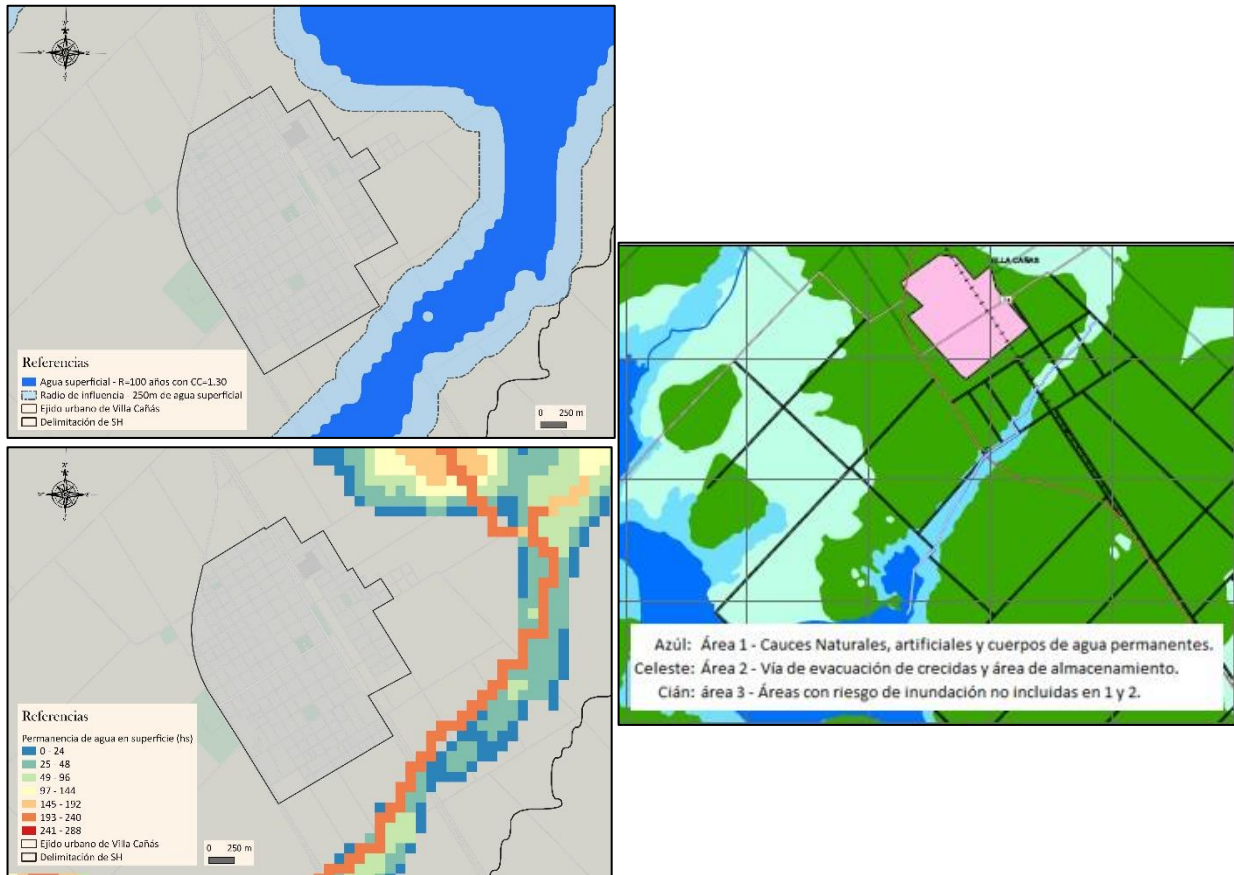 Referencias
Agua superficial - R=100 años con CC=1.30
Radio de influencia - 250m de agua superficial
Ejido urbano de Villa Cañás
Delimitación de SH
0 250 m
Referencias
Permanencia de agua en superficie (hs)
0 - 24
25 - 48
49 - 96
97 - 144
145 - 192
193 - 240
241 - 288
Ejido urbano de Villa Cañás
Delimitación de SH
0 250 m
VILLA CAÑAS
Azúl: Área 1 - Cauces Naturales, artificiales y cuerpos de agua permanentes.
Celeste: Área 2 - Vía de evacuación de crecidas y área de almacenamiento.
Cián: área 3 - Áreas con riesgo de inundación no incluidas en 1 y 2.